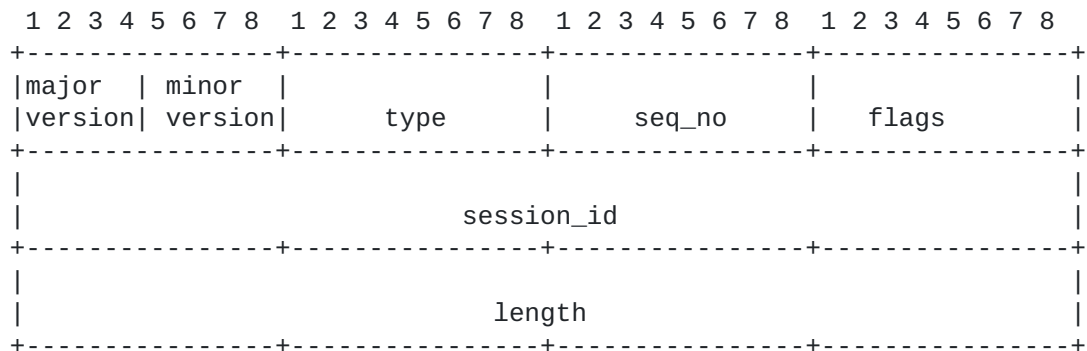 1 2 3 4 5 6 7 8  1 2 3 4 5 6 7 8  1 2 3 4 5 6 7 8  1 2 3 4 5 6 7 8
+----------------+----------------+----------------+----------------+
|major  | minor  |                |                |                |
|version| version|      type      |     seq_no     |   flags        |
+----------------+----------------+----------------+----------------+
|                                                                   |
|                            session_id                             |
+----------------+----------------+----------------+----------------+
|                                                                   |
|                              length                               |
+----------------+----------------+----------------+----------------+